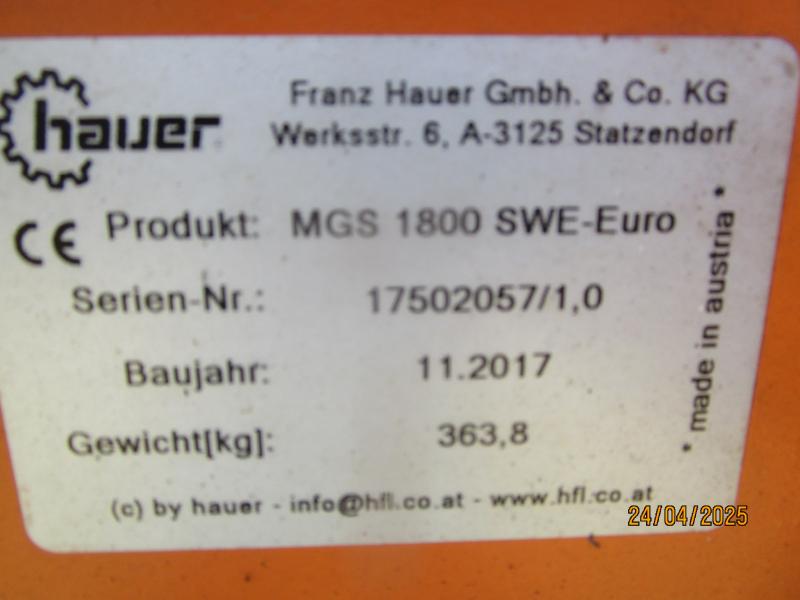 hauer
Franz Hauer Gmbh. & Co. KG
Werksstr. 6, A-3125 Statzendorf
CE Produkt: MGS 1800 SWE-Euro
Serien-Nr.: 17502057/1,0
Baujahr: 11.2017
Gewicht[kg]: 363,8
* made in austria *
(c) by hauer - info@hfl.co.at - www.hfl.co.at
24/04/2025